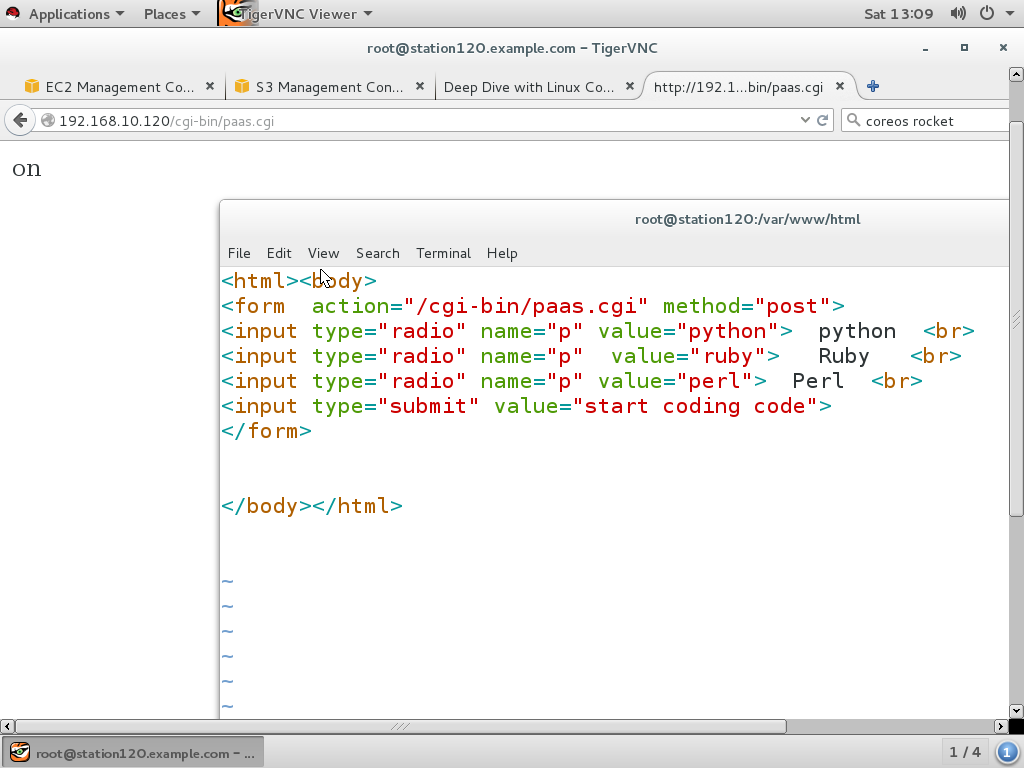 Applications Places TigerVNC Viewer Sat 13:09
root@station120.example.com – TigerVNC
EC2 Management Co... S3 Management Con... Deep Dive with Linux Co... http://192.1...bin/paas.cgi
192.168.10.120/cgi-bin/paas.cgi coreos rocket
on
root@station120:/var/www/html
File Edit View Search Terminal Help
<html><body>
<form  action="/cgi-bin/paas.cgi" method="post">
<input type="radio" name="p" value="python">  python  <br>
<input type="radio" name="p"  value="ruby">   Ruby   <br>
<input type="radio" name="p" value="perl">  Perl  <br>
<input type="submit" value="start coding code">
</form>
</body></html>
~
~
~
~
~
~
root@station120.example.com – ... 1 / 4 1